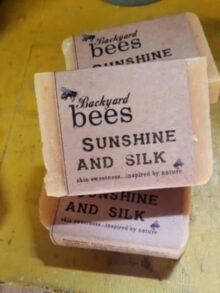 Backyard
bees
SUNSHINE
Backyard
bees
SUNSHINE
AND SILK
skin sweetness...inspired by nature
SUNSHINE
AND SILK
skin sweetness...inspired by nature